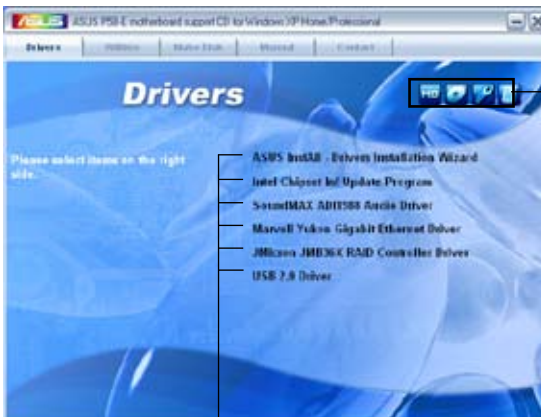 ASUS ASUS P5B-E motherboard support CD for Windows XP Home/Professional
Drivers Utilities Make Disk Manual Contact
Drivers
Please select items on the right
side.
ASUS InstAll - Drivers Installation Wizard
Intel Chipset Inf Update Program
SoundMAX ADI1988 Audio Driver
Marvell Yukon Gigabit Ethernet Driver
JMicron JMB36X RAID Controller Driver
USB 2.0 Driver